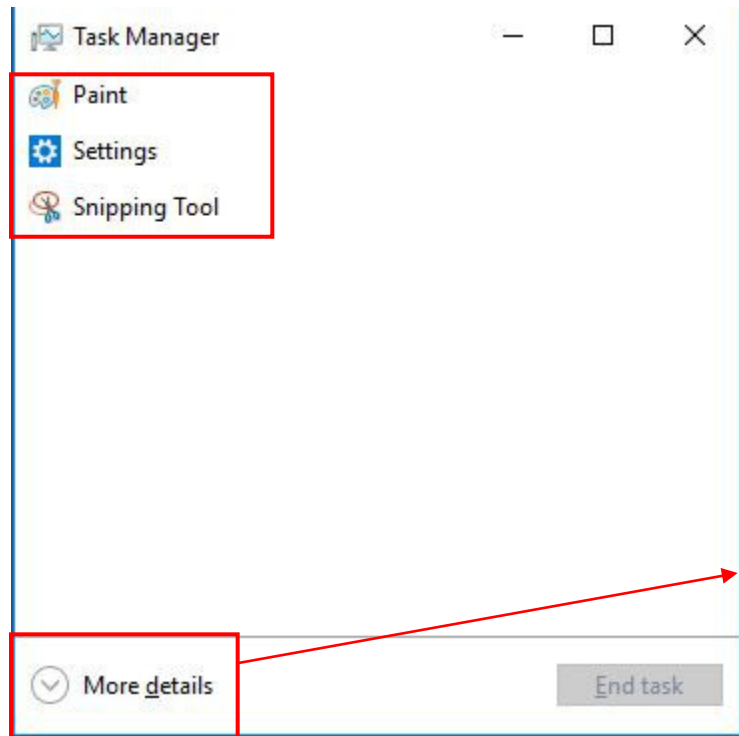 Task Manager
Paint
Settings
Snipping Tool
More details
End task